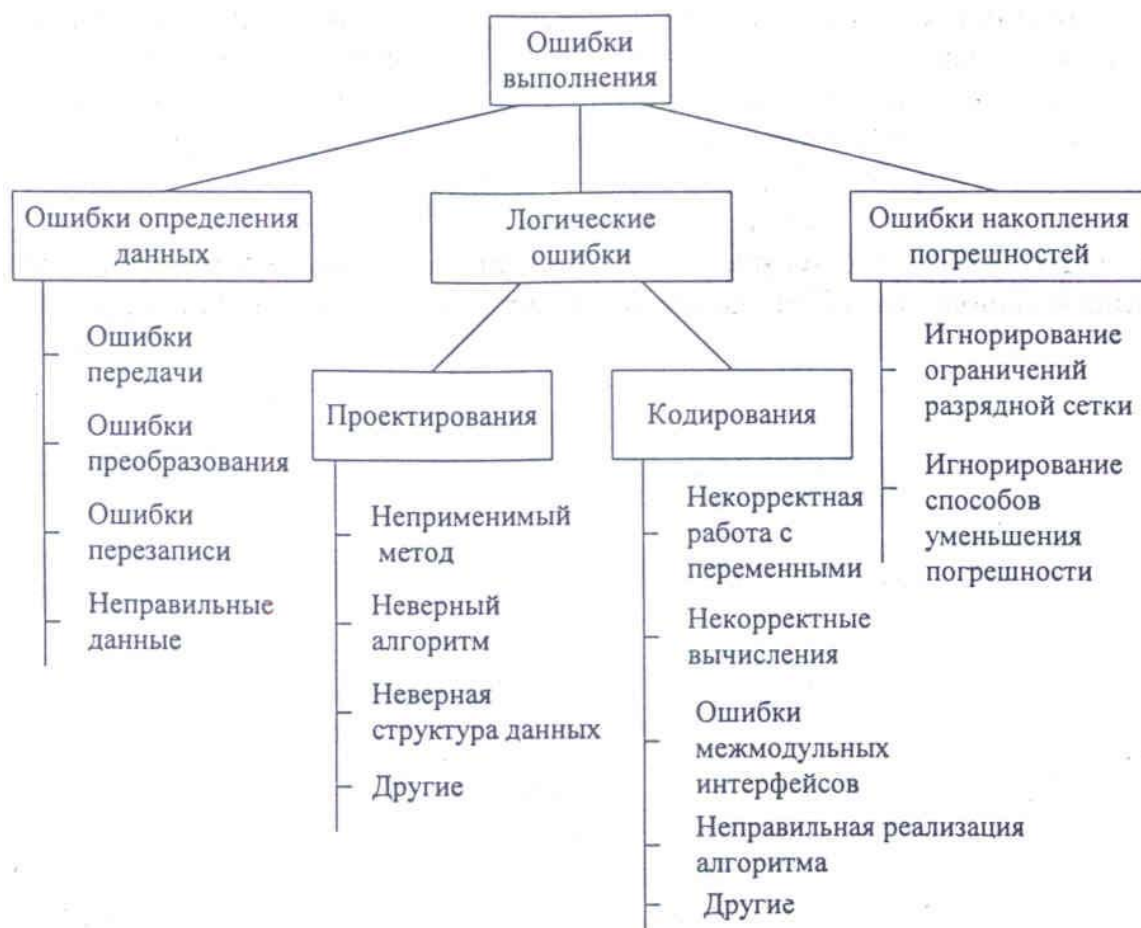 Ошибки
выполнения
Ошибки определения
данных
Логические
ошибки
Ошибки накопления
погрешностей
Ошибки
передачи
Ошибки
преобразования
Ошибки
перезаписи
Неправильные
данные
Проектирования
Неприменимый
метод
Неверный
алгоритм
Неверная
структура данных
Другие
Кодирования
Некорректная
работа с
переменными
Некорректные
вычисления
Ошибки
межмодульных
интерфейсов
Неправильная реализация
алгоритма
Другие
Игнорирование
ограничений
разрядной сетки
Игнорирование
способов
уменьшения
погрешности